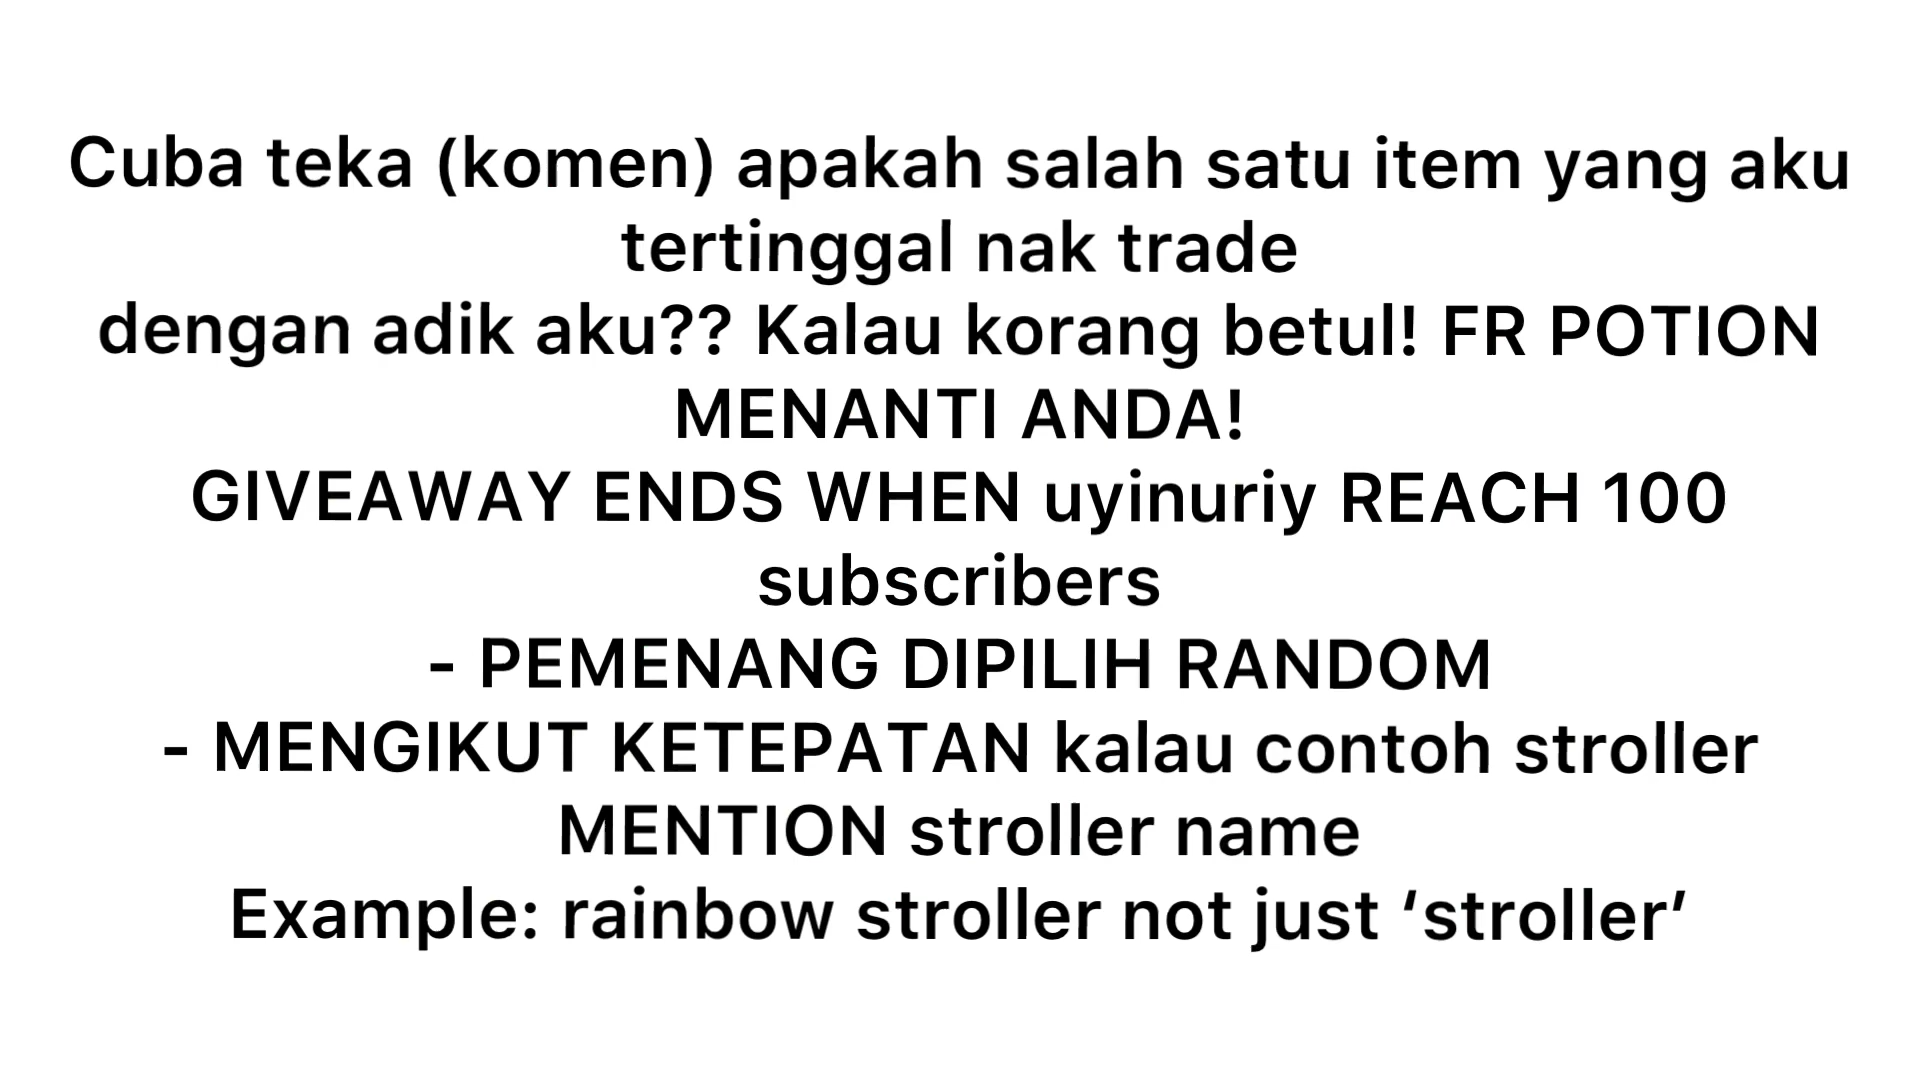 Cuba teka (komen) apakah salah satu item yang aku
tertinggal nak trade
dengan adik aku?? Kalau korang betul! FR POTION
MENANTI ANDA!
GIVEAWAY ENDS WHEN uyinuriy REACH 100
subscribers
- PEMENANG DIPILIH RANDOM
- MENGIKUT KETEPATAN kalau contoh stroller
MENTION stroller name
Example: rainbow stroller not just ‘stroller’